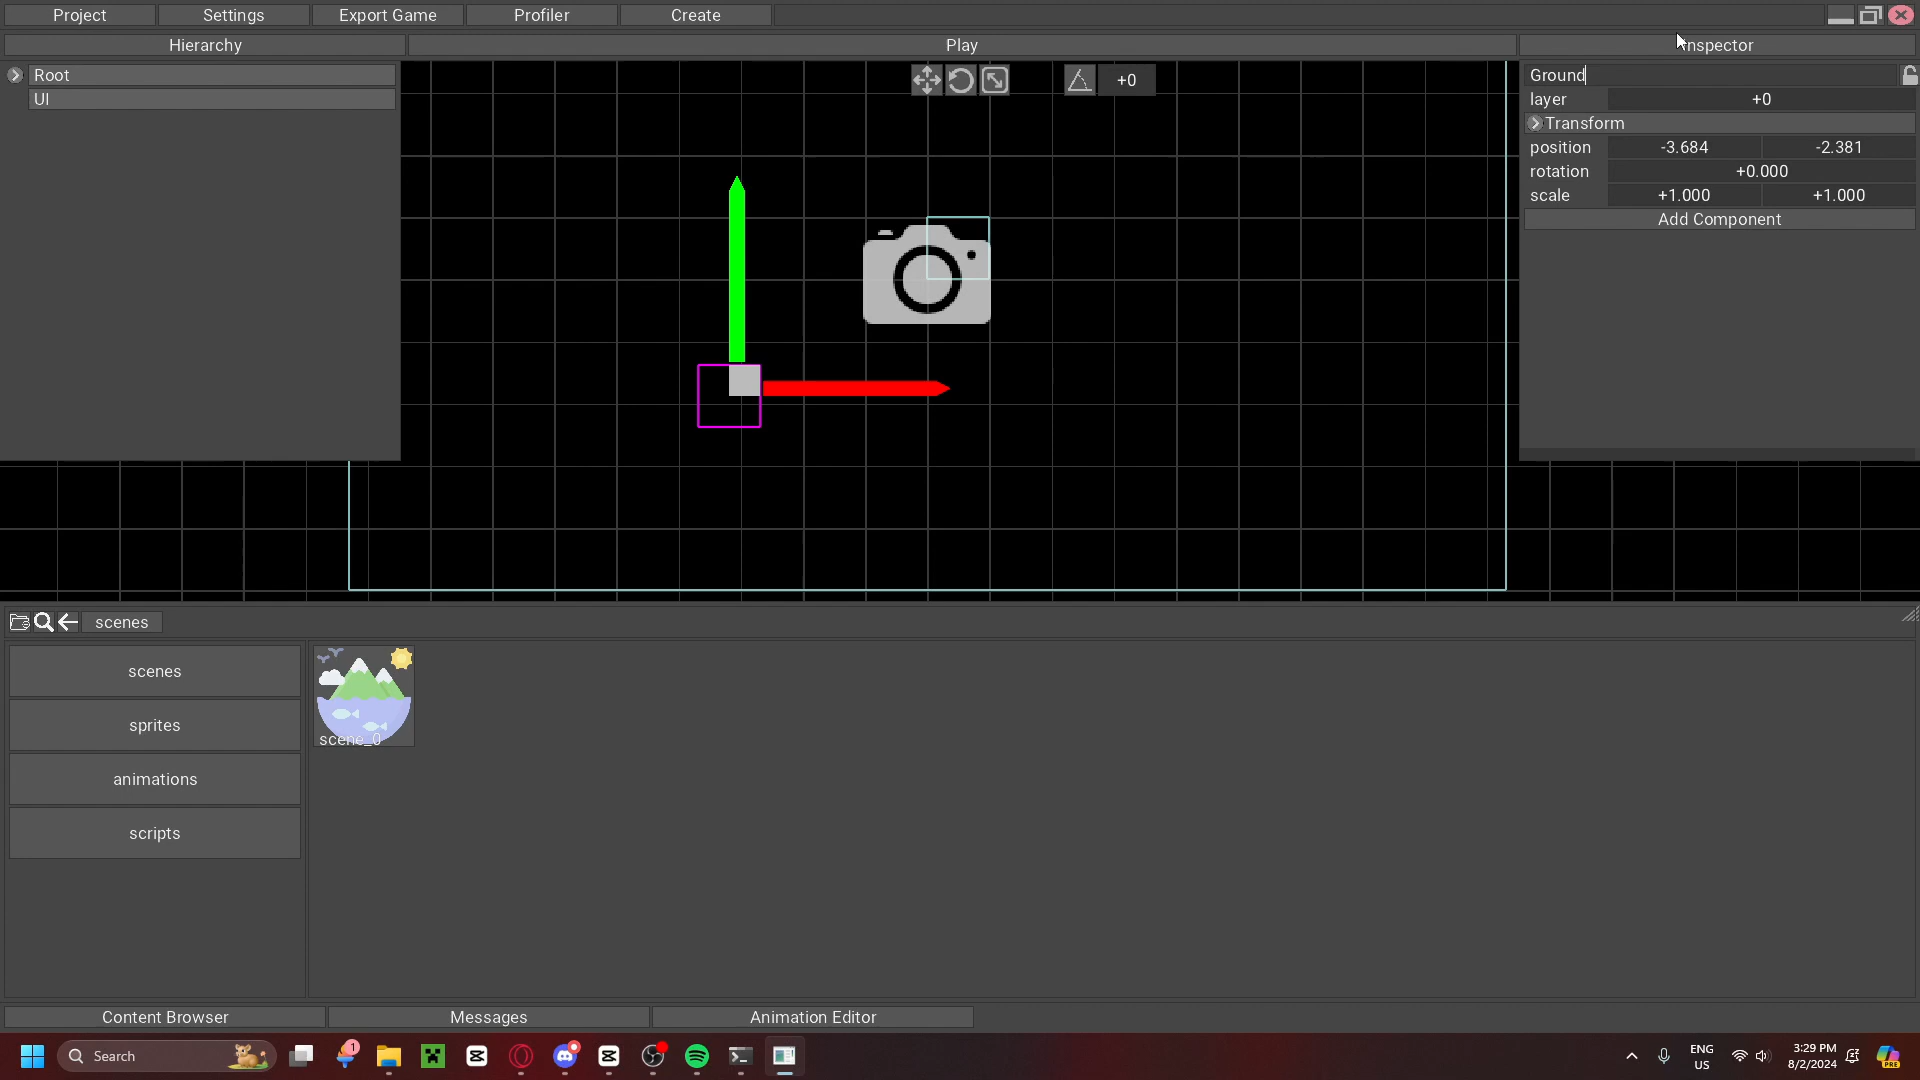 Project Settings Export Game Profiler Create
Hierarchy Play Inspector
Root
UI
+0
Ground
layer +0
Transform
position -3.684 -2.381
rotation +0.000
scale +1.000 +1.000
Add Component
scenes
scenes
sprites
animations
scripts
scene_0
Content Browser Messages Animation Editor
Search
1
ENG
US
3:29 PM
8/2/2024
PRE